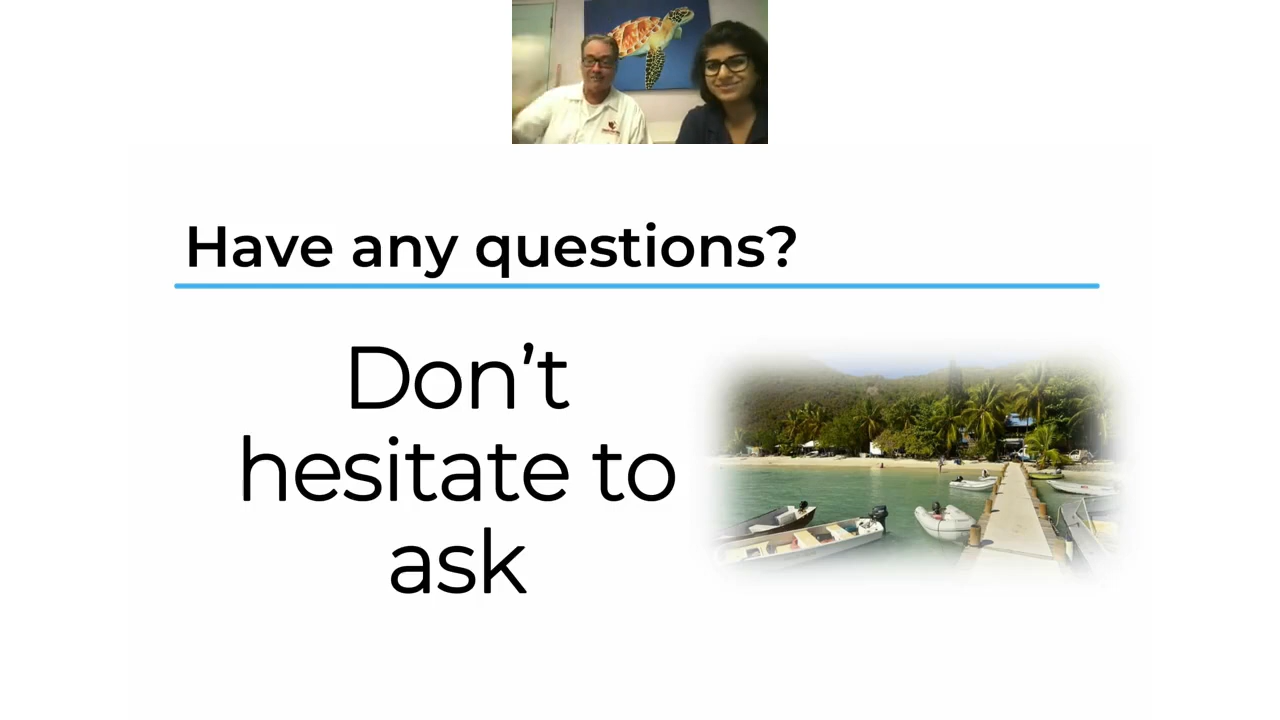 Have any questions?
Don’t
hesitate to
ask